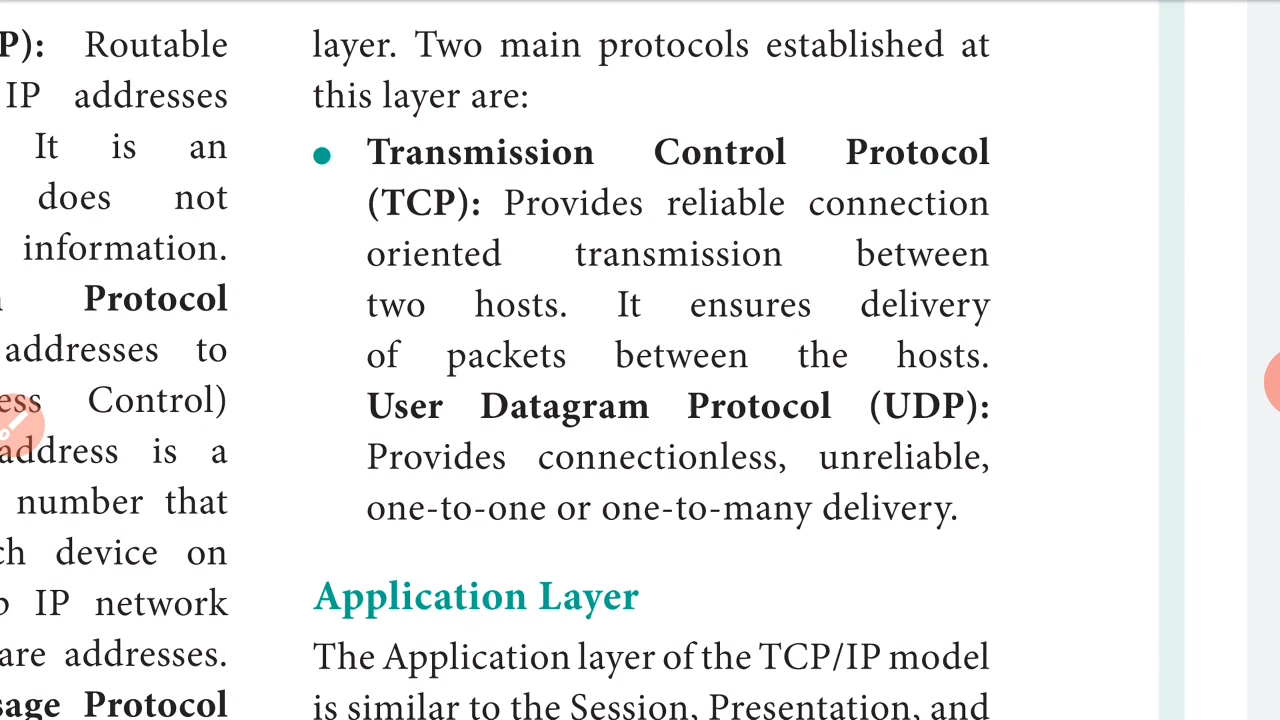 P): Routable
IP addresses
It is an
does not
information.
Protocol
addresses to
ess Control)
address is a
number that
ch device on
IP network
are addresses.
sage Protocol
layer. Two main protocols established at
this layer are:
• Transmission Control Protocol
(TCP): Provides reliable connection
oriented transmission between
two hosts. It ensures delivery
of packets between the hosts.
User Datagram Protocol (UDP):
Provides connectionless, unreliable,
one-to-one or one-to-many delivery.
Application Layer
The Application layer of the TCP/IP model
is similar to the Session, Presentation, and